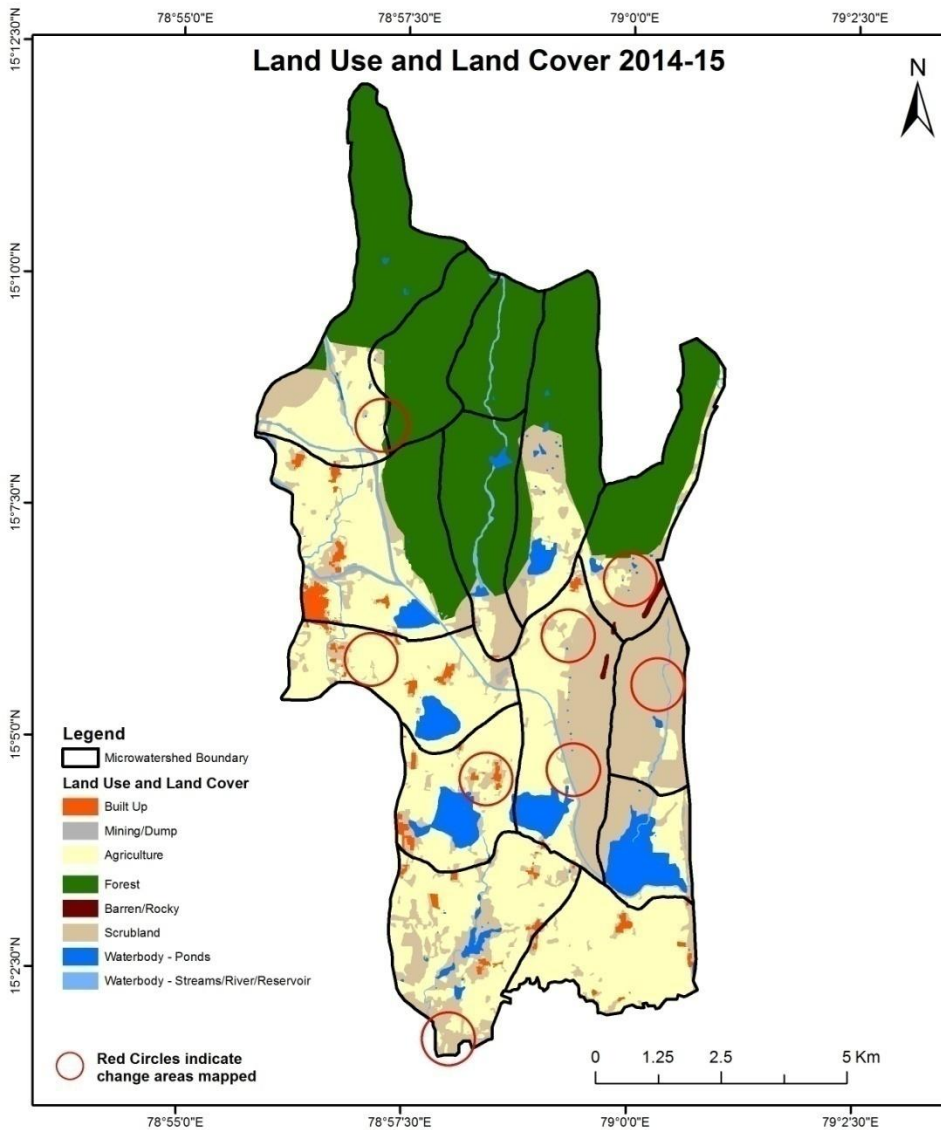 78°55'0"E 78°57'30"E 79°0'0"E 79°2'30"E
15°12'30"N
Land Use and Land Cover 2014-15
N
15°10'0"N
15°7'30"N
15°5'0"N
15°2'30"N
Legend
Microwatershed Boundary
Land Use and Land Cover
Built Up
Mining/Dump
Agriculture
Forest
Barren/Rocky
Scrubland
Waterbody - Ponds
Waterbody - Streams/River/Reservoir
Red Circles indicate
change areas mapped
0 1.25 2.5 5 Km
78°55'0"E 78°57'30"E 79°0'0"E 79°2'30"E